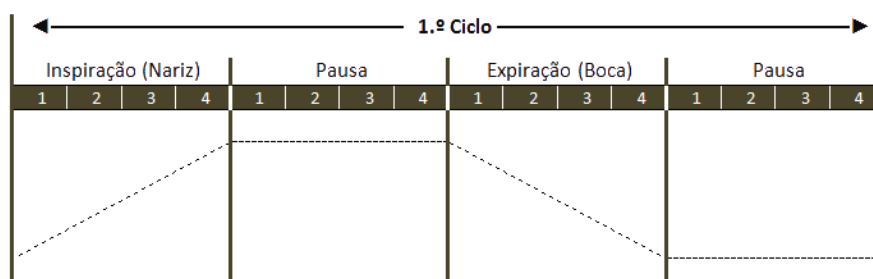 1.º Ciclo
Inspiração (Nariz) Pausa Expiração (Boca) Pausa
1 2 3 4 1 2 3 4 1 2 3 4 1 2 3 4